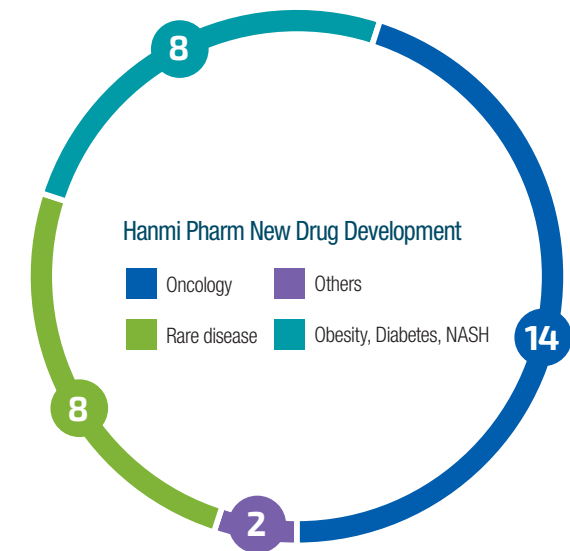 8
Hanmi Pharm New Drug Development
Oncology
Others
Rare disease
Obesity, Diabetes, NASH
14
8
2